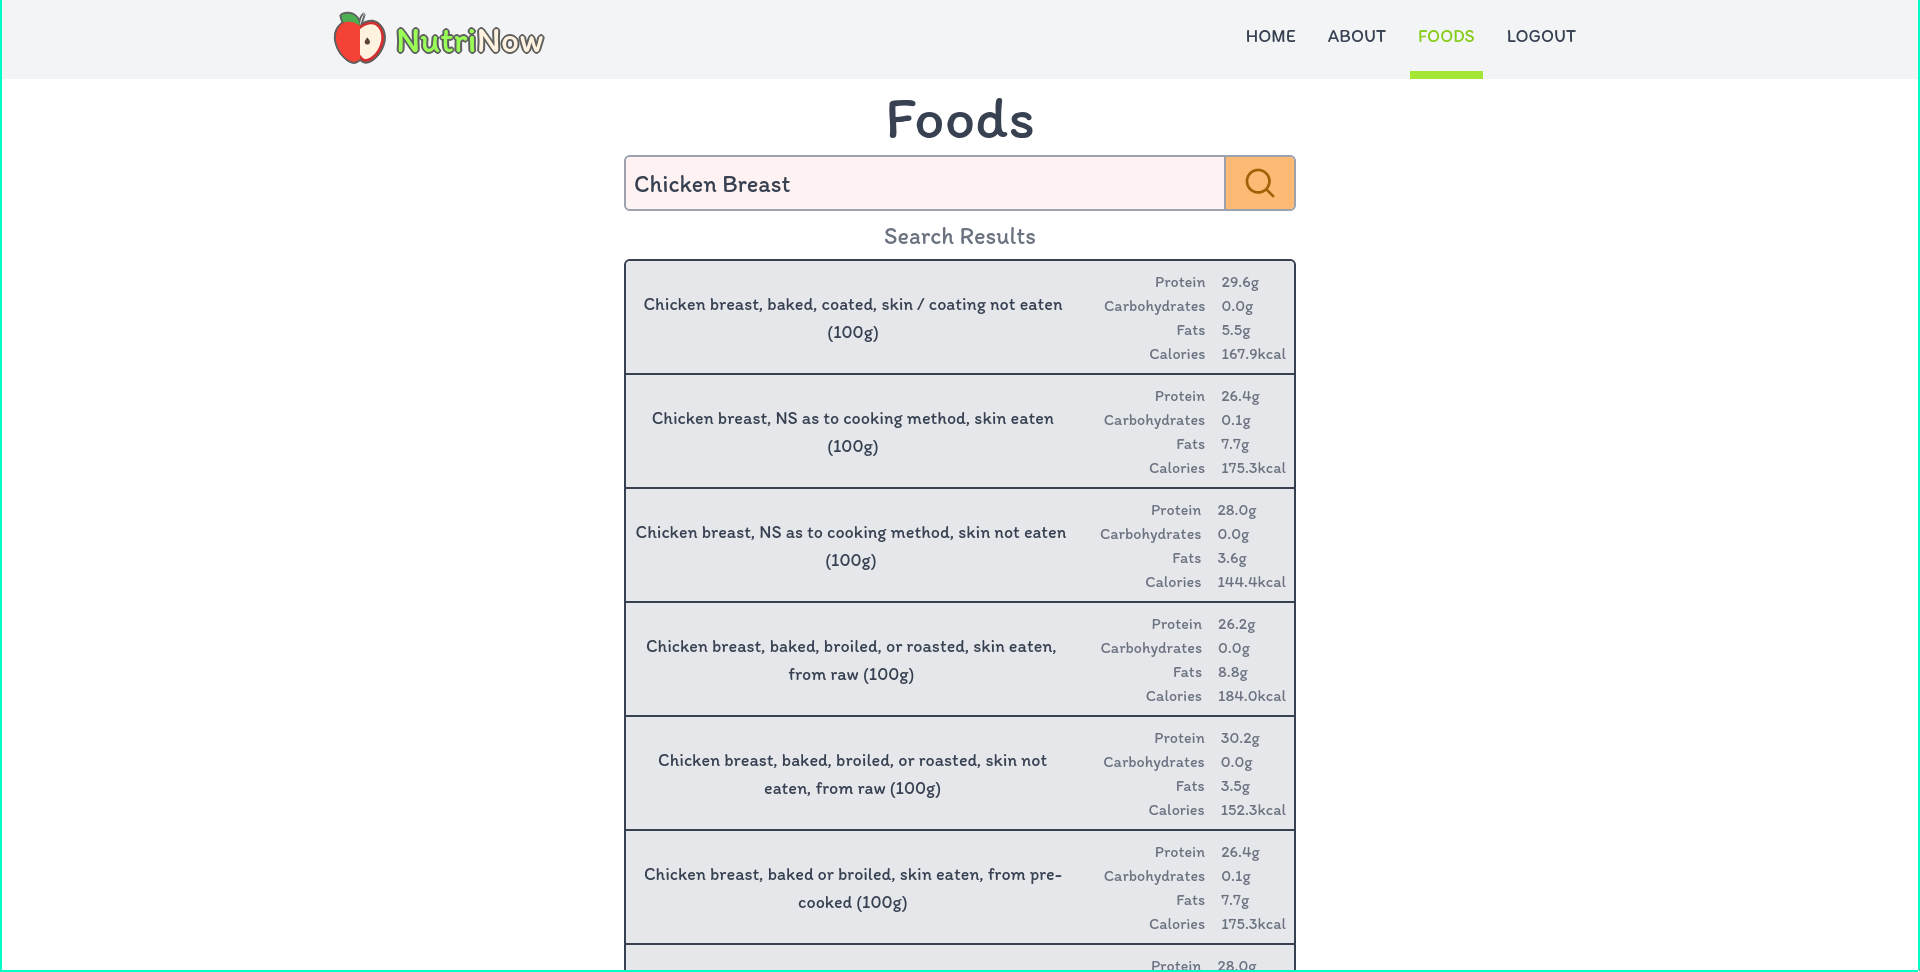 NutriNow
HOME ABOUT FOODS LOGOUT
Foods
Chicken Breast
Search Results
Chicken breast, baked, coated, skin / coating not eaten
(100g)
Protein 29.6g
Carbohydrates 0.0g
Fats 5.5g
Calories 167.9kcal
Chicken breast, NS as to cooking method, skin eaten
(100g)
Protein 26.4g
Carbohydrates 0.1g
Fats 7.7g
Calories 175.3kcal
Chicken breast, NS as to cooking method, skin not eaten
(100g)
Protein 28.0g
Carbohydrates 0.0g
Fats 3.6g
Calories 144.4kcal
Chicken breast, baked, broiled, or roasted, skin eaten,
from raw (100g)
Protein 26.2g
Carbohydrates 0.0g
Fats 8.8g
Calories 184.0kcal
Chicken breast, baked, broiled, or roasted, skin not
eaten, from raw (100g)
Protein 30.2g
Carbohydrates 0.0g
Fats 3.5g
Calories 152.3kcal
Chicken breast, baked or broiled, skin eaten, from pre-
cooked (100g)
Protein 26.4g
Carbohydrates 0.1g
Fats 7.7g
Calories 175.3kcal
Protein 28.0g